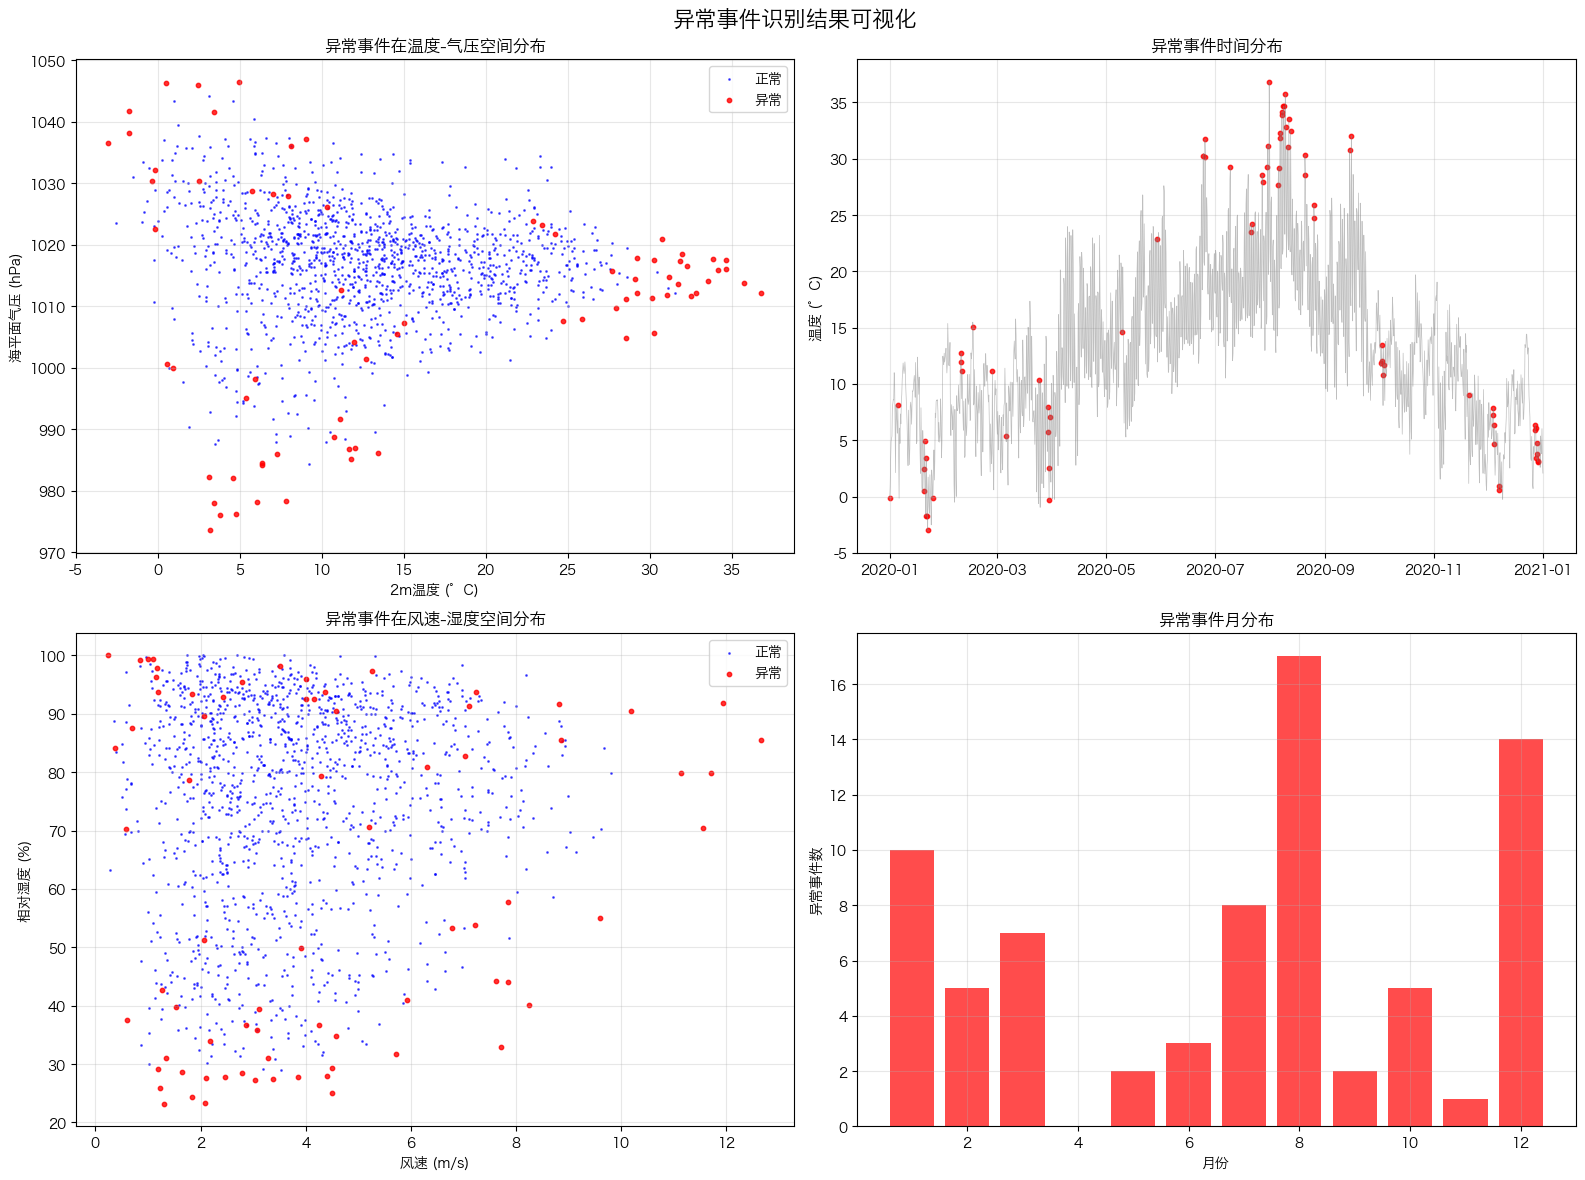 异常事件识别结果可视化
异常事件在温度-气压空间分布
1050
1040
1030
1020
1010
1000
990
980
970
海平面气压 (hPa)
-5 0 5 10 15 20 25 30 35
2m温度 (°C)
正常
异常
异常事件时间分布
35
30
25
20
15
10
5
0
-5
温度 (°C)
2020-01 2020-03 2020-05 2020-07 2020-09 2020-11 2021-01
异常事件在风速-湿度空间分布
100
90
80
70
60
50
40
30
20
相对湿度 (%)
0 2 4 6 8 10 12
风速 (m/s)
正常
异常
异常事件月分布
16
14
12
10
8
6
4
2
0
异常事件数
2 4 6 8 10 12
月份